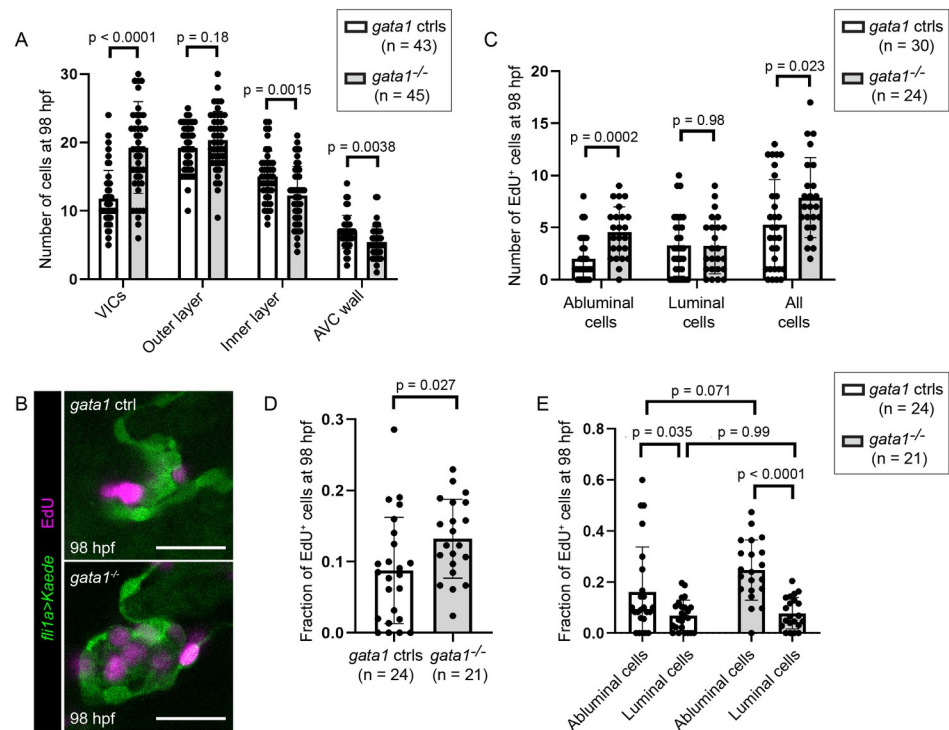 A
gata1 ctrls
(n = 43)
gata1-/-
(n = 45)
p < 0.0001
p = 0.18
p = 0.0015
p = 0.0038
Number of cells at 98 hpf
30
20
10
0
VICs
Outer layer
Inner layer
AVC wall
C
gata1 ctrls
(n = 30)
gata1-/-
(n = 24)
p = 0.0002
p = 0.98
p = 0.023
Number of EdU+ cells at 98 hpf
20
15
10
5
0
Abluminal
cells
Luminal
cells
All
cells
B
fli1a>Kaede EdU
gata1 ctrl
98 hpf
gata1-/-
98 hpf
D
p = 0.027
Fraction of EdU+ cells at 98 hpf
0.3
0.2
0.1
0.0
gata1 ctrls
(n = 24)
gata1-/-
(n = 21)
E
gata1 ctrls
(n = 24)
gata1-/-
(n = 21)
p = 0.071
p = 0.035
p = 0.99
p < 0.0001
Fraction of EdU+ cells at 98 hpf
0.8
0.6
0.4
0.2
0.0
Abluminal cells
Luminal cells
Abluminal cells
Luminal cells